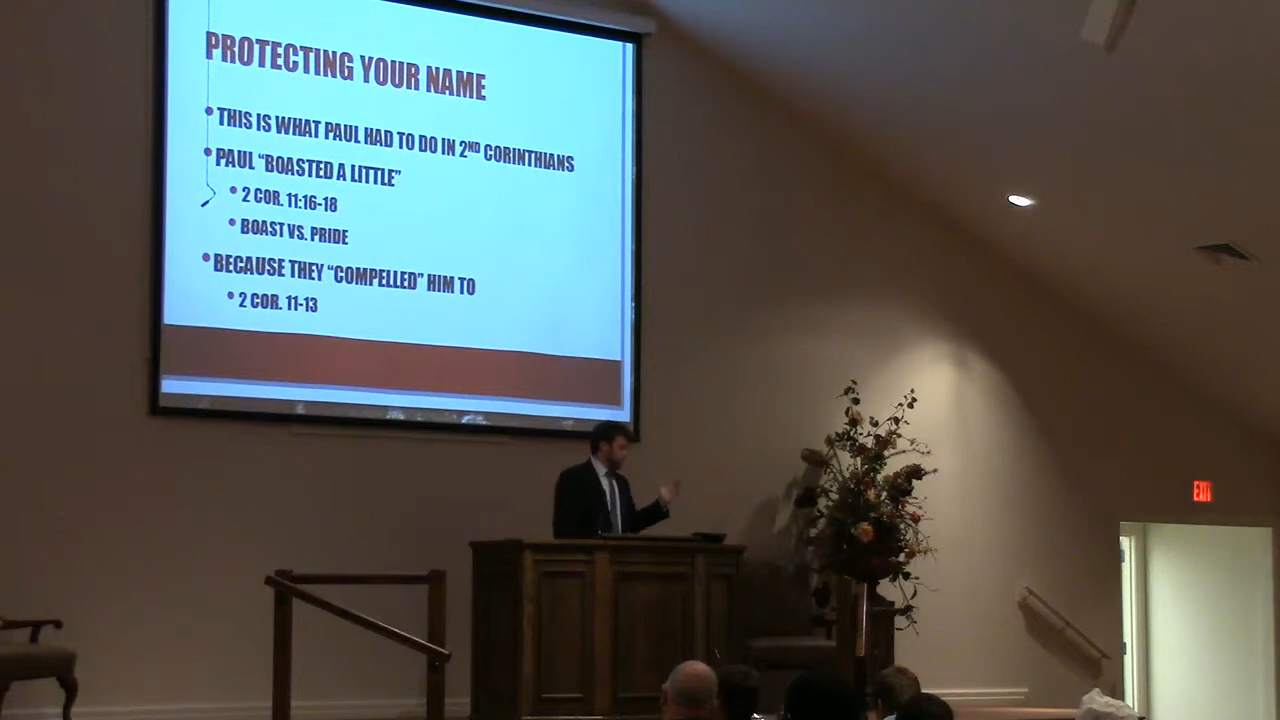 PROTECTING YOUR NAME
• THIS IS WHAT PAUL HAD TO DO IN 2ND CORINTHIANS
• PAUL “BOASTED A LITTLE”
• 2 COR. 11:16-18
• BOAST VS. PRIDE
• BECAUSE THEY “COMPELLED” HIM TO
• 2 COR. 11-13
EXIT